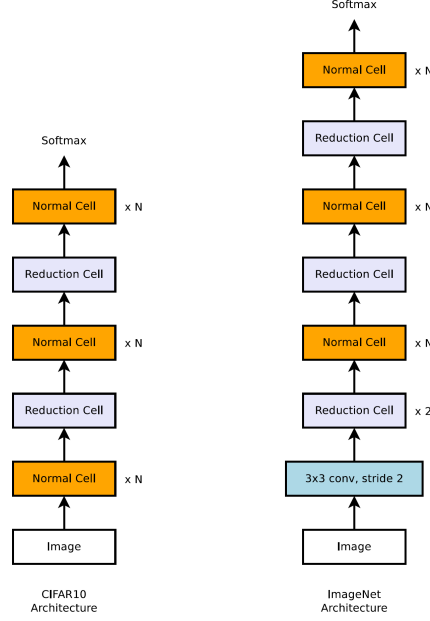 Softmax
Normal Cell
x N
Reduction Cell
Normal Cell
x N
Reduction Cell
Normal Cell
x N
Image
CIFAR10
Architecture
Softmax
Normal Cell
x N
Reduction Cell
Normal Cell
x N
Reduction Cell
Normal Cell
x N
Reduction Cell
x 2
3x3 conv, stride 2
Image
ImageNet
Architecture